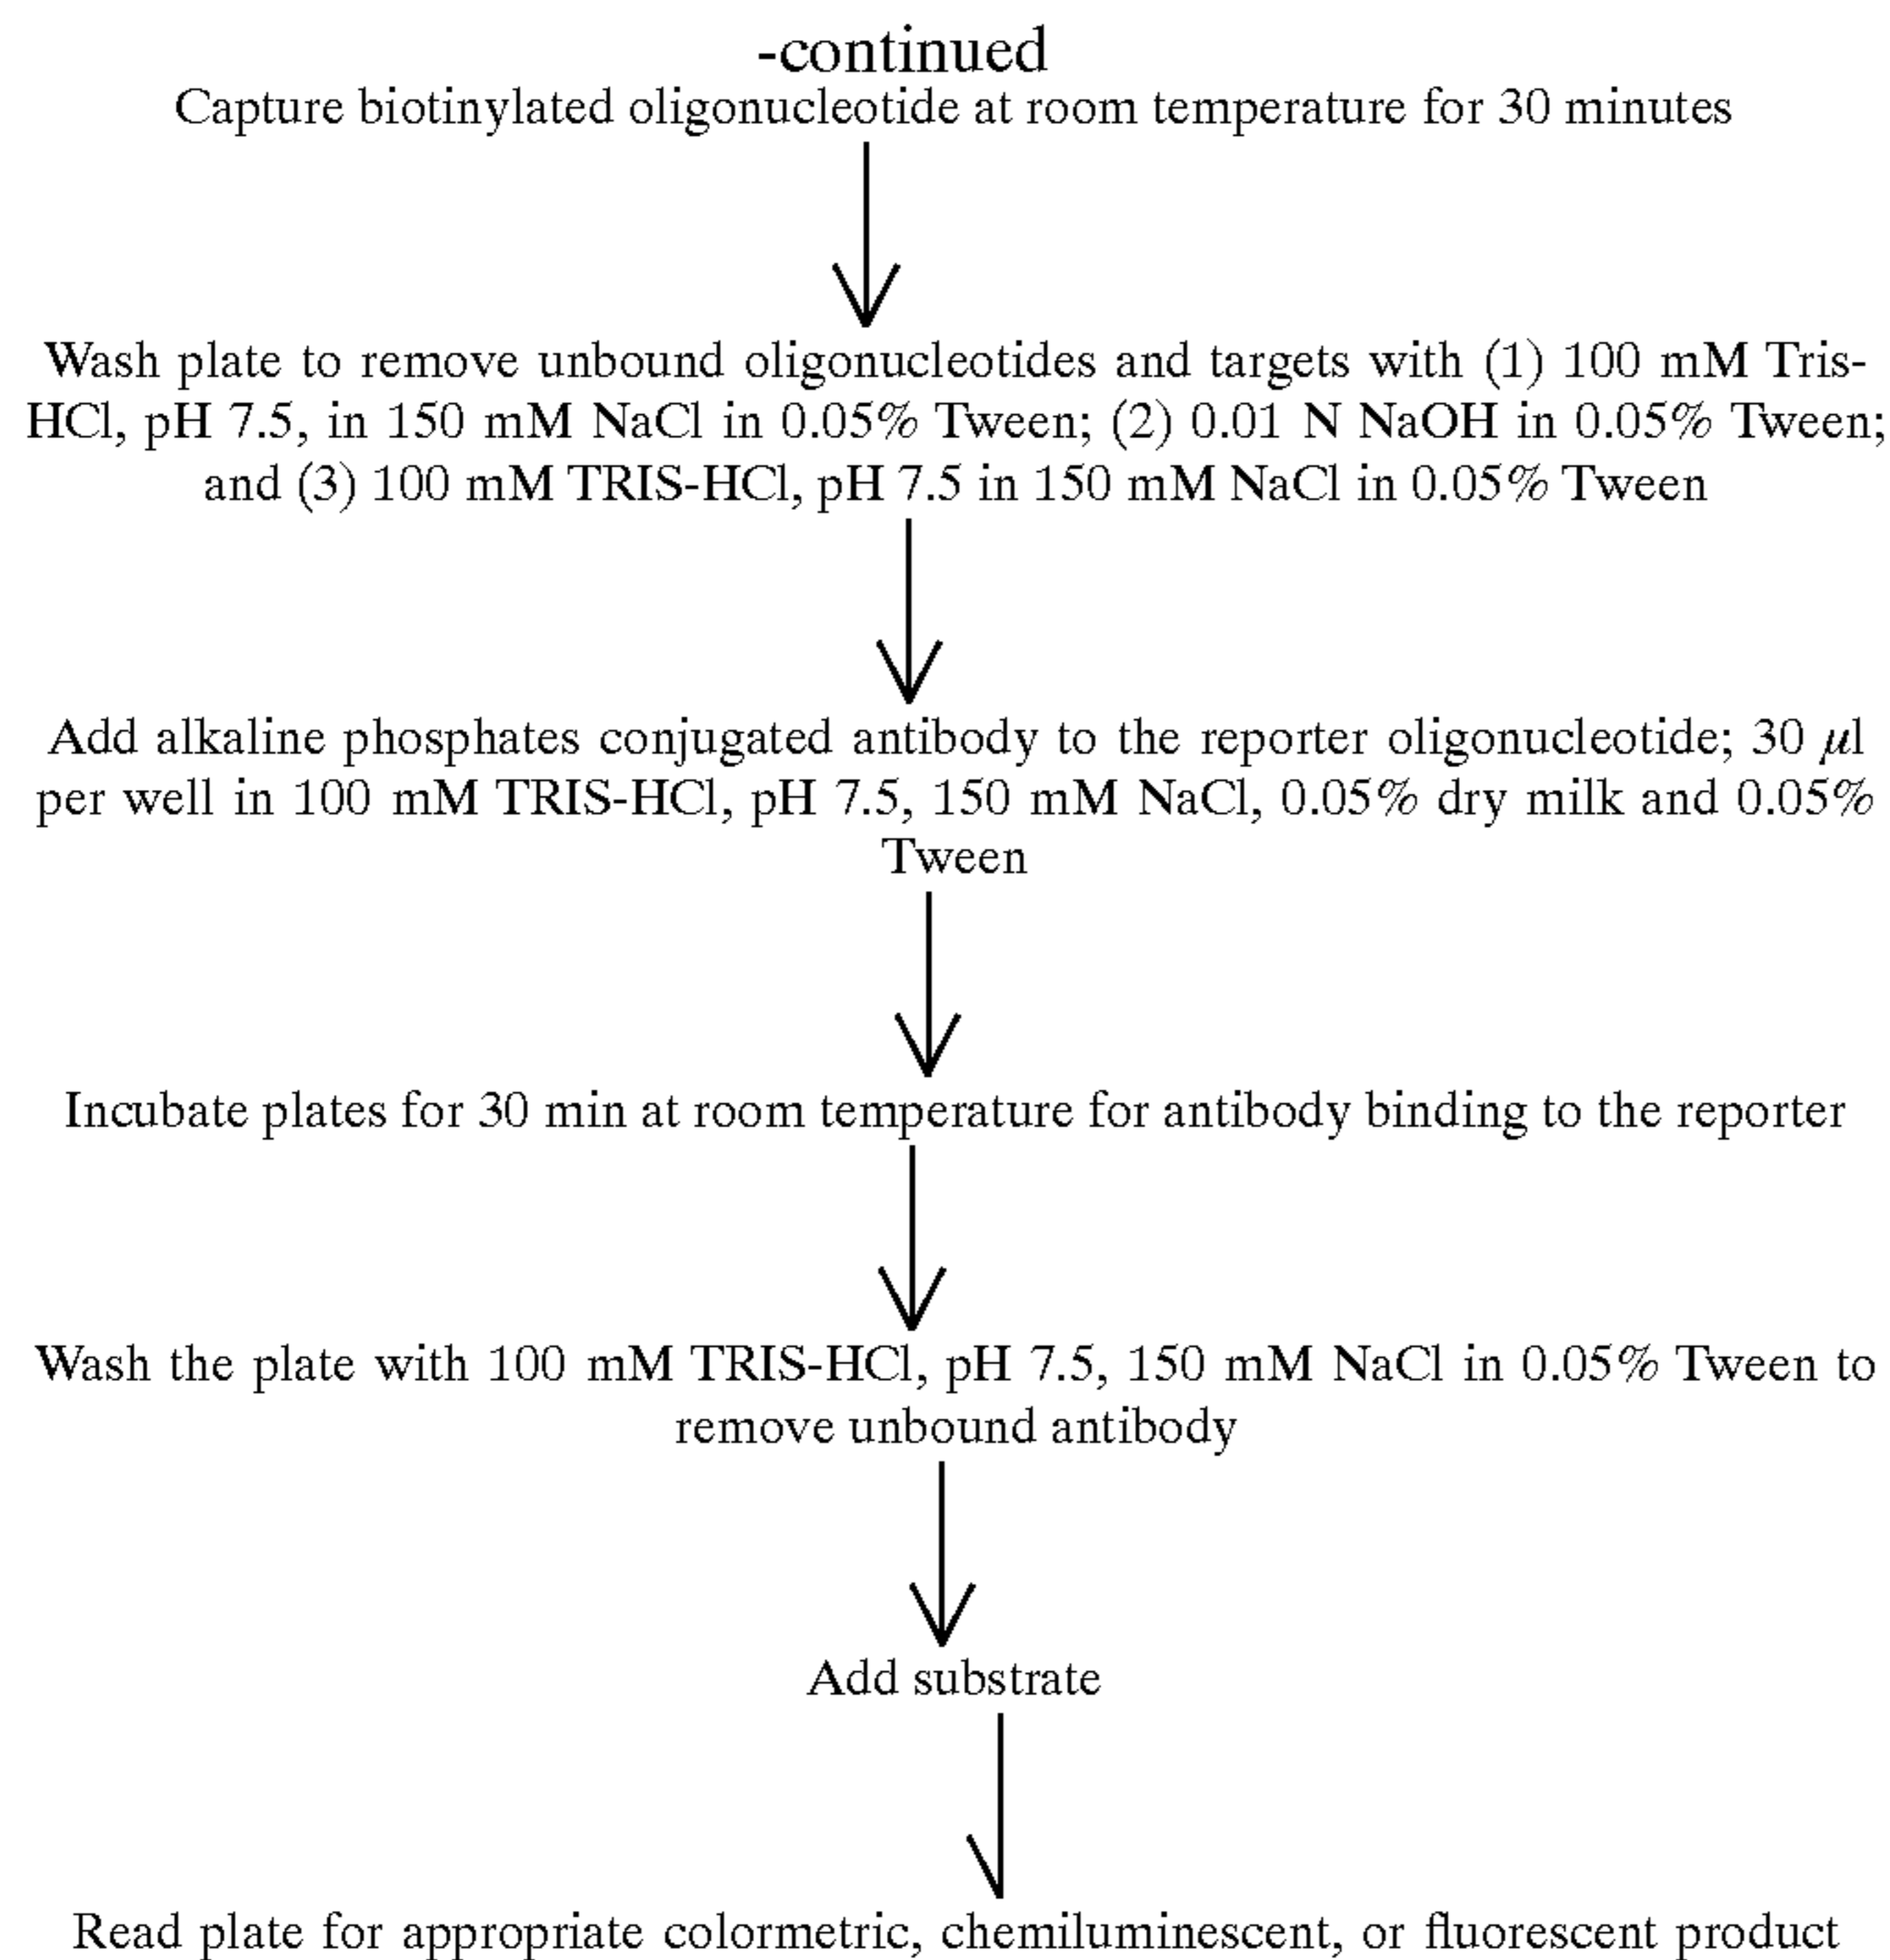 -continued
Capture biotinylated oligonucleotide at room temperature for 30 minutes
Wash plate to remove unbound oligonucleotides and targets with (1) 100 mM Tris-
HCl, pH 7.5, in 150 mM NaCl in 0.05% Tween; (2) 0.01 N NaOH in 0.05% Tween;
and (3) 100 mM TRIS-HCl, pH 7.5 in 150 mM NaCl in 0.05% Tween
Add alkaline phosphates conjugated antibody to the reporter oligonucleotide; 30 μl
per well in 100 mM TRIS-HCl, pH 7.5, 150 mM NaCl, 0.05% dry milk and 0.05%
Tween
Incubate plates for 30 min at room temperature for antibody binding to the reporter
Wash the plate with 100 mM TRIS-HCl, pH 7.5, 150 mM NaCl in 0.05% Tween to
remove unbound antibody
Add substrate
Read plate for appropriate colormetric, chemiluminescent, or fluorescent product